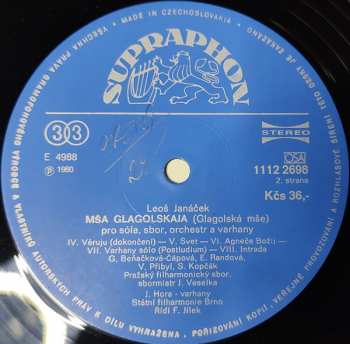 MADE IN CZECHOSLOVAKIA
SUPRAPHON
33
E 4988
Ⓟ 1980
STEREO
OSA
1112 2698
2. strana
Kčs 36,-
Leoš Janáček
MŠA GLAGOLSKAJA (Glagolská mše)
pro sóla, sbor, orchestr a varhany
IV. Věruju (dokončení) — V. Svet — VI. Agneče Božij —
VII. Varhany sólo (Postludium) — VIII. Intrada
G. Beňačková-Čápová, E. Randová,
V. Přibyl, S. Kopčák
Pražský filharmonický sbor,
sbormistr J. Veselka
J. Hora - varhany
Státní filharmonie Brno
Řídí F. Jílek
VŠECHNA PRÁVA GRAMOFONOVÉHO VÝROBCE A VLASTNÍKŮ AUTORSKÝCH PRÁV K DÍLU VYHRAŽENA. POŘIZOVÁNÍ KOPIÍ, VEŘEJNÉ PROVOZOVÁNÍ A ROZHLASOVÉ ŠÍŘENÍ TÉTO DESKY JE ZAKÁZÁNO